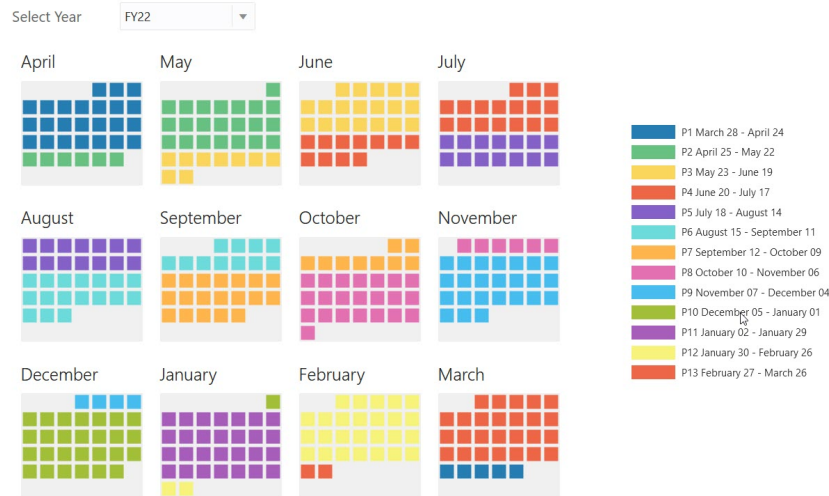 Select Year FY22
April May June July
August September October November
December January February March
P1 March 28 - April 24
P2 April 25 - May 22
P3 May 23 - June 19
P4 June 20 - July 17
P5 July 18 - August 14
P6 August 15 - September 11
P7 September 12 - October 09
P8 October 10 - November 06
P9 November 07 - December 04
P10 December 05 - January 01
P11 January 02 - January 29
P12 January 30 - February 26
P13 February 27 - March 26